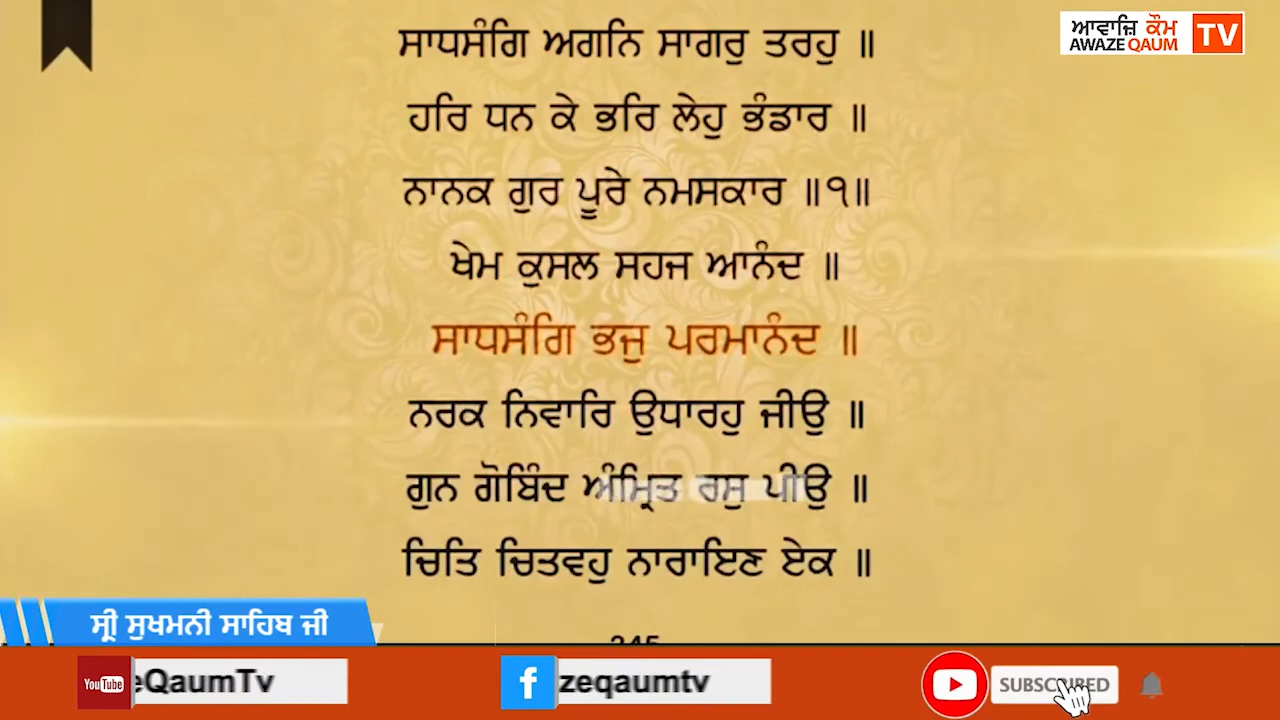 ਆਵਾਜ਼ਿ ਕੌਮ
AWAZE QAUM
TV
ਸਾਧਸੰਗਿ ਅਗਨਿ ਸਾਗਰੁ ਤਰਹੁ ॥
ਹਰਿ ਧਨ ਕੇ ਭਰਿ ਲੇਹੁ ਭੰਡਾਰ ॥
ਨਾਨਕ ਗੁਰ ਪੂਰੇ ਨਮਸਕਾਰ ॥੧॥
ਖੇਮ ਕੁਸਲ ਸਹਜ ਆਨੰਦ ॥
ਸਾਧਸੰਗਿ ਭਜੁ ਪਰਮਾਨੰਦ ॥
ਨਰਕ ਨਿਵਾਰਿ ਉਧਾਰਹੁ ਜੀਉ ॥
ਗੁਨ ਗੋਬਿੰਦ ਅੰਮ੍ਰਿਤ ਰਸੁ ਪੀਉ ॥
ਚਿਤਿ ਚਿਤਵਹੁ ਨਾਰਾਇਣ ਏਕ ॥
ਸ੍ਰੀ ਸੁਖਮਨੀ ਸਾਹਿਬ ਜੀ
YouTube
eQaumTv
f
zeqaumtv
SUBSCRIBED